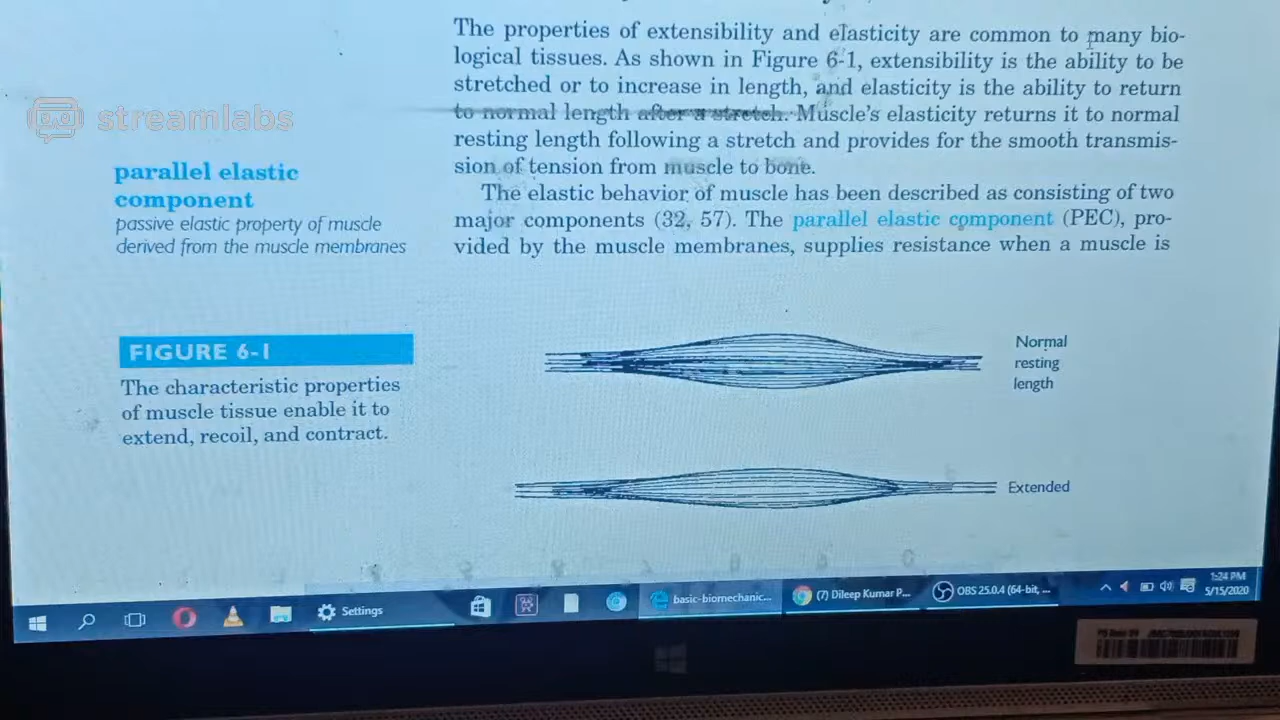 The properties of extensibility and elasticity are common to many bio-
logical tissues. As shown in Figure 6-1, extensibility is the ability to be
stretched or to increase in length, and elasticity is the ability to return
to normal length after a stretch. Muscle's elasticity returns it to normal
resting length following a stretch and provides for the smooth transmis-
sion of tension from muscle to bone.
The elastic behavior of muscle has been described as consisting of two
major components (32, 57). The parallel elastic component (PEC), pro-
vided by the muscle membranes, supplies resistance when a muscle is
streamlabs
parallel elastic
component
passive elastic property of muscle
derived from the muscle membranes
FIGURE 6-1
The characteristic properties
of muscle tissue enable it to
extend, recoil, and contract.
Normal
resting
length
Extended
Settings
basic-biomechanic...
(7) Dileep Kumar P...
OBS 25.0.4 (64-bit, ...
1:24 PM
5/15/2020